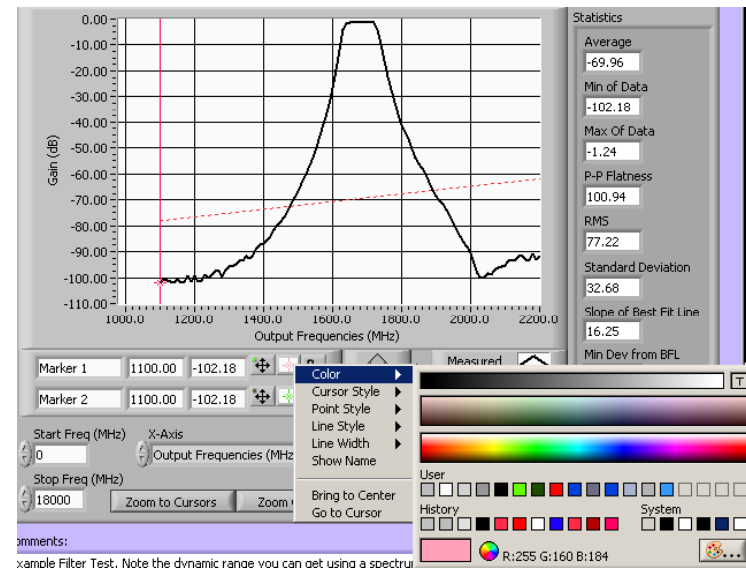 Statistics
0.00
-10.00
-20.00
-30.00
-40.00
-50.00
-60.00
-70.00
-80.00
-90.00
-100.00
-110.00
Gain (dB)
1000.0 1200.0 1400.0 1600.0 1800.0 2000.0 2200.0
Output Frequencies (MHz)
Average
-69.96
Min of Data
-102.18
Max Of Data
-1.24
P-P Flatness
100.94
RMS
77.22
Standard Deviation
32.68
Slope of Best Fit Line
16.25
Min Dev from BFL
Marker 1 1100.00 -102.18
Measured
Marker 2 1100.00 -102.18
Start Freq (MHz) X-Axis
0 Output Frequencies (MHz
Stop Freq (MHz)
18000 Zoom to Cursors Zoom
Color
Cursor Style
Point Style
Line Style
Line Width
Show Name
Bring to Center
Go to Cursor
T
User
History System
R:255 G:160 B:184
omments:
xample Filter Test. Note the dynamic range you can get using a spectru